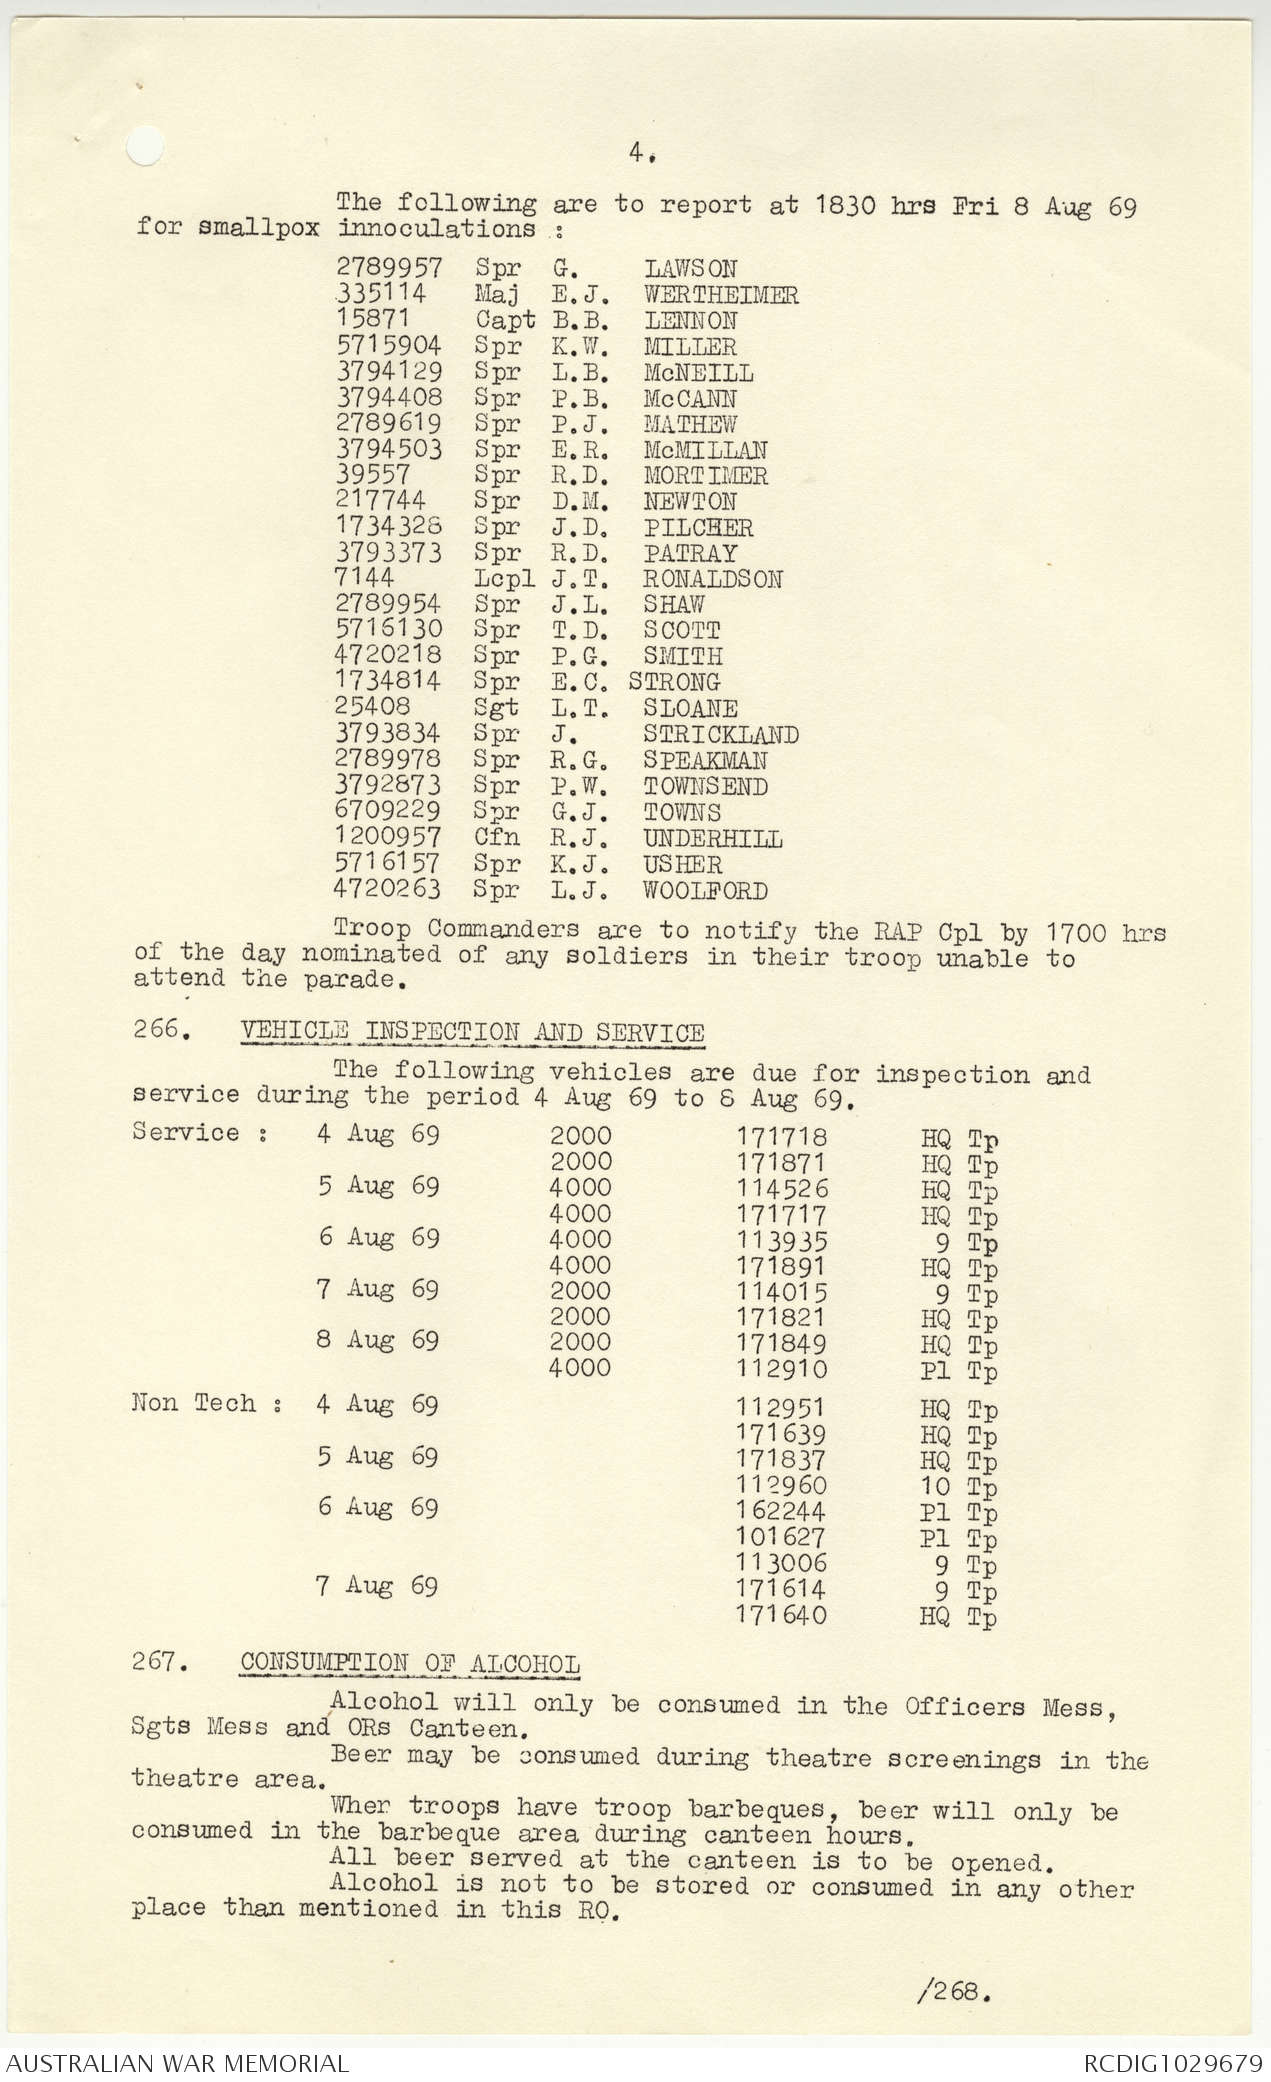 4.
The following are to report at 1830 hrs Fri 8 Aug 69
for smallpox innoculations :
2789957 Spr G. LAWSON
335114 Maj E.J. WERTHEIMER
15871 Capt B.B. LENNON
5715904 Spr K.W. MILLER
3794129 Spr L.B. McNEILL
3794408 Spr P.B. McCANN
2789619 Spr P.J. MATHEW
3794503 Spr E.R. McMILLAN
39557 Spr R.D. MORTIMER
217744 Spr D.M. NEWTON
1734328 Spr J.D. PILCHER
3793373 Spr R.D. PATRAY
7144 Lcpl J.T. RONALDSON
2789954 Spr J.L. SHAW
5716130 Spr T.D. SCOTT
4720218 Spr P.G. SMITH
1734814 Spr E.C. STRONG
25408 Sgt L.T. SLOANE
3793834 Spr J. STRICKLAND
2789978 Spr R.G. SPEAKMAN
3792873 Spr P.W. TOWNSEND
6709229 Spr G.J. TOWNS
1200957 Cfn R.J. UNDERHILL
5716157 Spr K.J. USHER
4720263 Spr L.J. WOOLFORD
Troop Commanders are to notify the RAP Cpl by 1700 hrs
of the day nominated of any soldiers in their troop unable to
attend the parade.
266. VEHICLE INSPECTION AND SERVICE
The following vehicles are due for inspection and
service during the period 4 Aug 69 to 8 Aug 69.
Service : 4 Aug 69 2000 171718 HQ Tp
2000 171871 HQ Tp
5 Aug 69 4000 114526 HQ Tp
4000 171717 HQ Tp
6 Aug 69 4000 113935 9 Tp
4000 171891 HQ Tp
7 Aug 69 2000 114015 9 Tp
2000 171821 HQ Tp
8 Aug 69 2000 171849 HQ Tp
4000 112910 Pl Tp
Non Tech : 4 Aug 69 112951 HQ Tp
171639 HQ Tp
5 Aug 69 171837 HQ Tp
112960 10 Tp
6 Aug 69 162244 Pl Tp
101627 Pl Tp
113006 9 Tp
7 Aug 69 171614 9 Tp
171640 HQ Tp
267. CONSUMPTION OF ALCOHOL
Alcohol will only be consumed in the Officers Mess,
Sgts Mess and ORs Canteen.
Beer may be consumed during theatre screenings in the
theatre area.
Wher troops have troop barbeques, beer will only be
consumed in the barbeque area during canteen hours.
All beer served at the canteen is to be opened.
Alcohol is not to be stored or consumed in any other
place than mentioned in this RO.
/268.
AUSTRALIAN WAR MEMORIAL RCDIG1029679